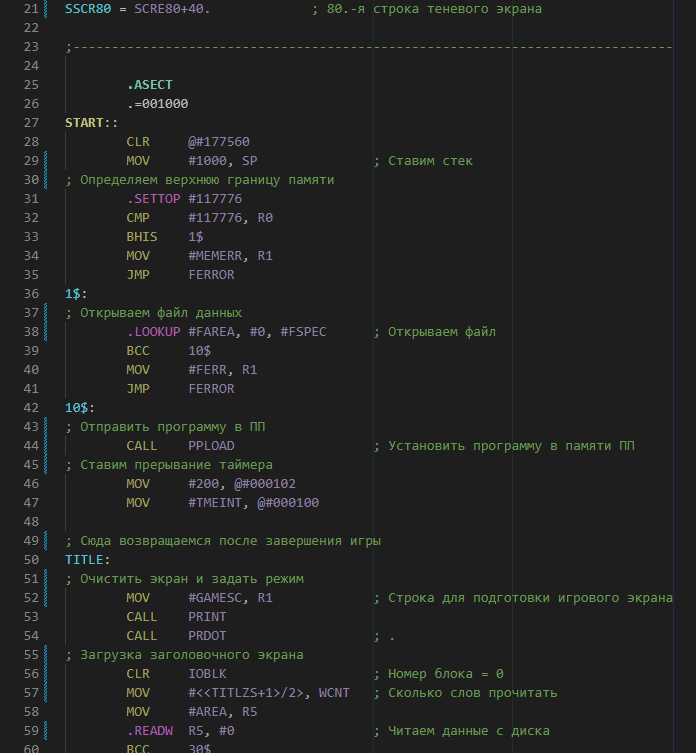 21 SSCR80 = SCRE80+40. ; 80.-я строка теневого экрана
22
23 ;------------------------------------------------------------------------------
24
25 .ASECT
26 .=001000
27 START::
28 CLR @#177560
29 MOV #1000, SP ; Ставим стек
30 ; Определяем верхнюю границу памяти
31 .SETTOP #117776
32 CMP #117776, R0
33 BHIS 1$
34 MOV #MEMERR, R1
35 JMP FERROR
36 1$:
37 ; Открываем файл данных
38 .LOOKUP #FAREA, #0, #FSPEC ; Открываем файл
39 BCC 10$
40 MOV #FERR, R1
41 JMP FERROR
42 10$:
43 ; Отправить программу в ПП
44 CALL PPLOAD ; Установить программу в памяти ПП
45 ; Ставим прерывание таймера
46 MOV #200, @#000102
47 MOV #TMEINT, @#000100
48
49 ; Сюда возвращаемся после завершения игры
50 TITLE:
51 ; Очистить экран и задать режим
52 MOV #GAMESC, R1 ; Строка для подготовки игрового экрана
53 CALL PRINT
54 CALL PRDOT ; .
55 ; Загрузка заголовочного экрана
56 CLR IOBLK ; Номер блока = 0
57 MOV #<<TITLZS+1>/2>, WCNT ; Сколько слов прочитать
58 MOV #AREA, R5
59 .READW R5, #0 ; Читаем данные с диска
60 BCC 30$